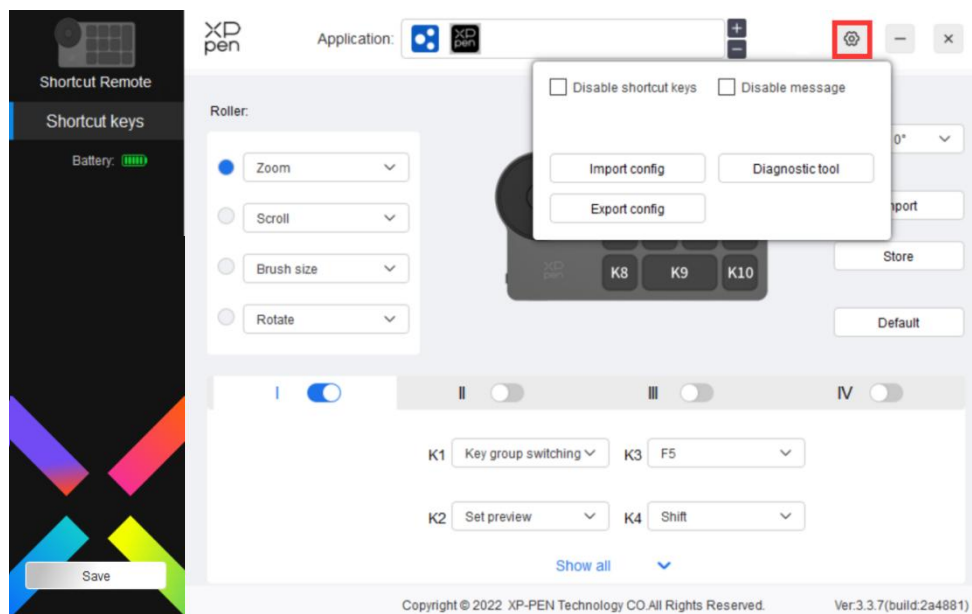 XP
pen
Application:
XP
pen
Shortcut Remote
Shortcut keys
Battery:
Disable shortcut keys
Disable message
Roller:
0°
Zoom
Import config
Diagnostic tool
Export config
Scroll
Store
Brush size
XP
pen
K8
K9
K10
Rotate
Default
I
II
III
IV
K1
Key group switching
K3
F5
K2
Set preview
K4
Shift
Show all
Save
Copyright © 2022 XP-PEN Technology CO.All Rights Reserved.
Ver:3.3.7(build:2a4881)